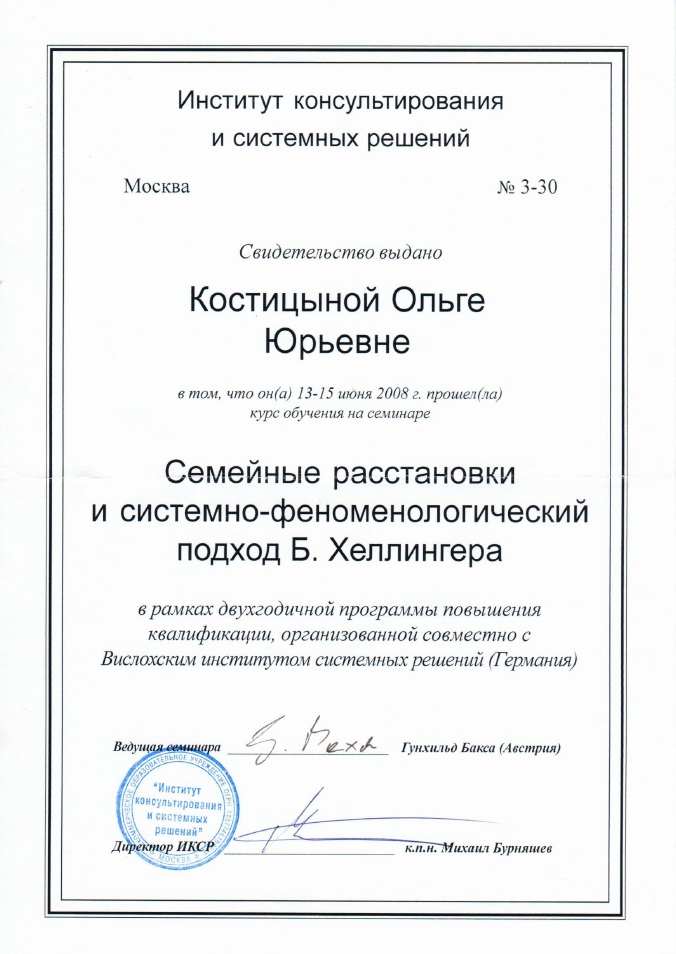 Институт консультирования
и системных решений
Москва № 3-30
Свидетельство выдано
Костицыной Ольге
Юрьевне
в том, что он(а) 13-15 июня 2008 г. прошел(ла)
курс обучения на семинаре
Семейные расстановки
и системно-феноменологический
подход Б. Хеллингера
в рамках двухгодичной программы повышения
квалификации, организованной совместно с
Вислохским институтом системных решений (Германия)
Ведущая семинара Гунхильд Бакса (Австрия)
"Институт
консультирования
и системных
решений"
МОСКВА
Директор ИКСР к.п.н. Михаил Бурняшев